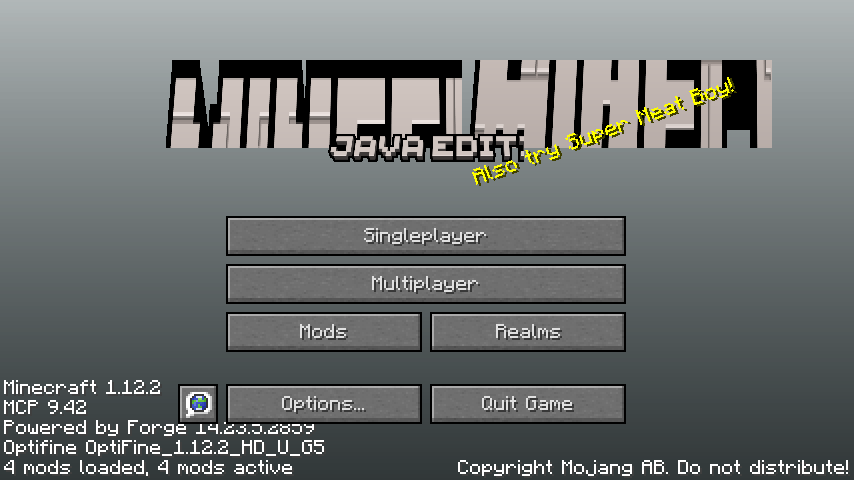 JAVA EDIT
Also try Super Meat Boy!
Singleplayer
Multiplayer
Mods
Realms
Options...
Quit Game
Minecraft 1.12.2
MCP 9.42
Powered by Forge 14.23.5.2859
Optifine OptiFine_1.12.2_HD_U_G5
4 mods loaded, 4 mods active
Copyright Mojang AB. Do not distribute!